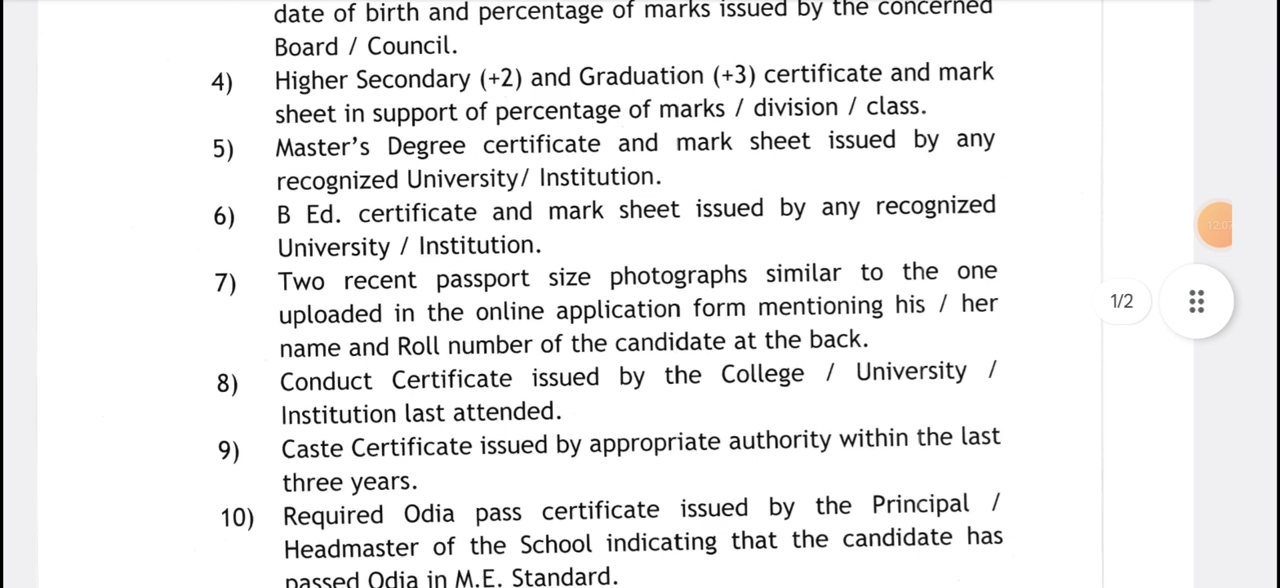 date of birth and percentage of marks issued by the concerned
Board / Council.
4) Higher Secondary (+2) and Graduation (+3) certificate and mark
sheet in support of percentage of marks / division / class.
5) Master’s Degree certificate and mark sheet issued by any
recognized University/ Institution.
6) B Ed. certificate and mark sheet issued by any recognized
University / Institution.
7) Two recent passport size photographs similar to the one
uploaded in the online application form mentioning his / her
name and Roll number of the candidate at the back.
8) Conduct Certificate issued by the College / University /
Institution last attended.
9) Caste Certificate issued by appropriate authority within the last
three years.
10) Required Odia pass certificate issued by the Principal /
Headmaster of the School indicating that the candidate has
passed Odia in M.E. Standard.
1/2